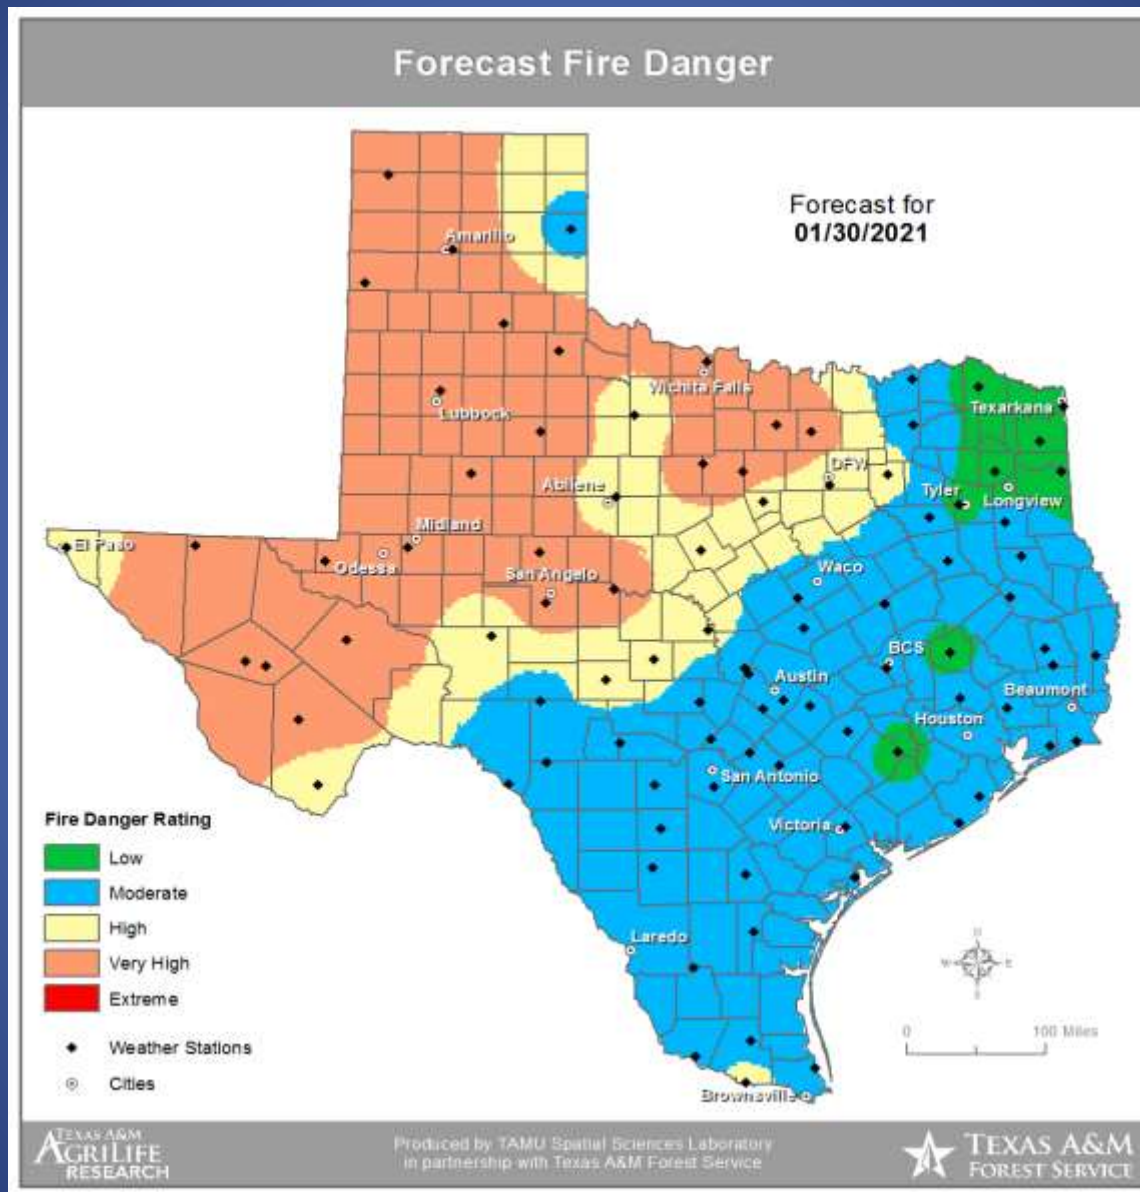 Forecast Fire Danger
Forecast for
01/30/2021
Amarillo
Wichita Falls
Lubbock
Texarkana
DFW
Abilene
Tyler
Longview
Midland
El Paso
Odessa
San Angelo
Waco
BCS
Austin
Beaumont
Houston
San Antonio
Victoria
Laredo
Brownsville
Fire Danger Rating
Low
Moderate
High
Very High
Extreme
Weather Stations
Cities
N
W E
S
0 100 Miles
TEXAS A&M
AGRILIFE
RESEARCH
Produced by TAMU Spatial Sciences Laboratory
in partnership with Texas A&M Forest Service
TEXAS A&M
FOREST SERVICE